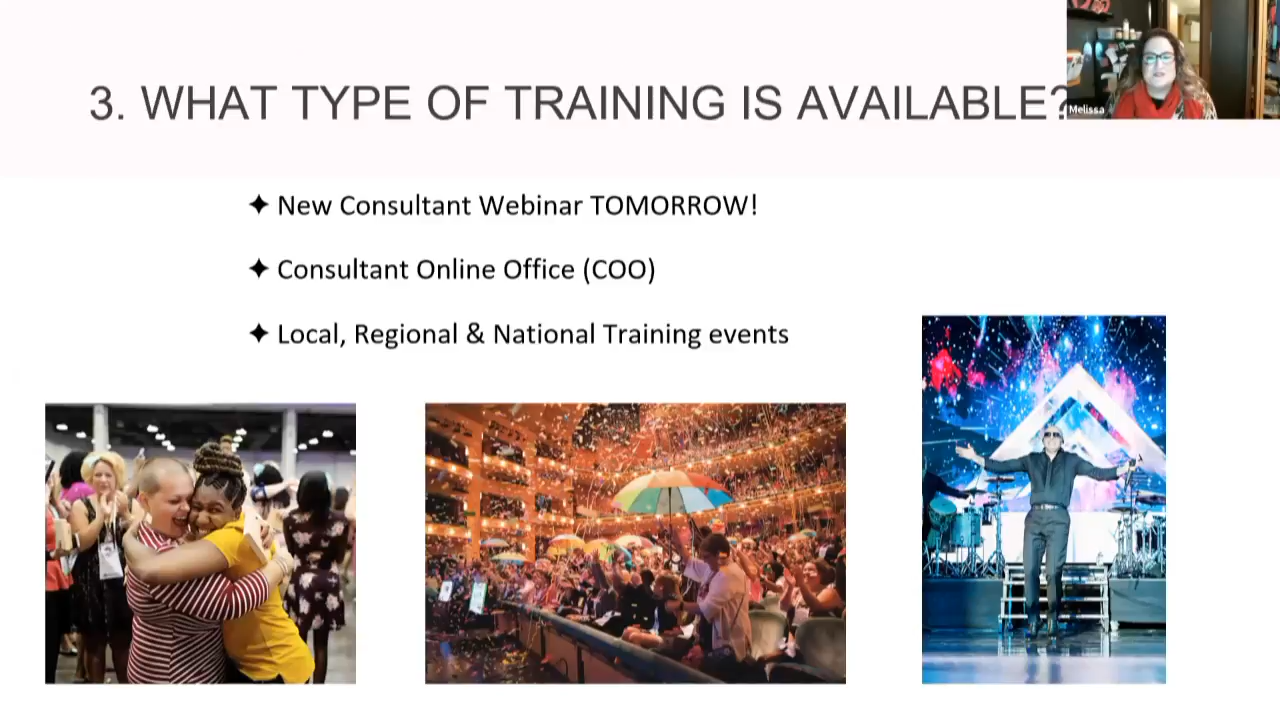 3. WHAT TYPE OF TRAINING IS AVAILABLE?
Melissa
✦ New Consultant Webinar TOMORROW!
✦ Consultant Online Office (COO)
✦ Local, Regional & National Training events